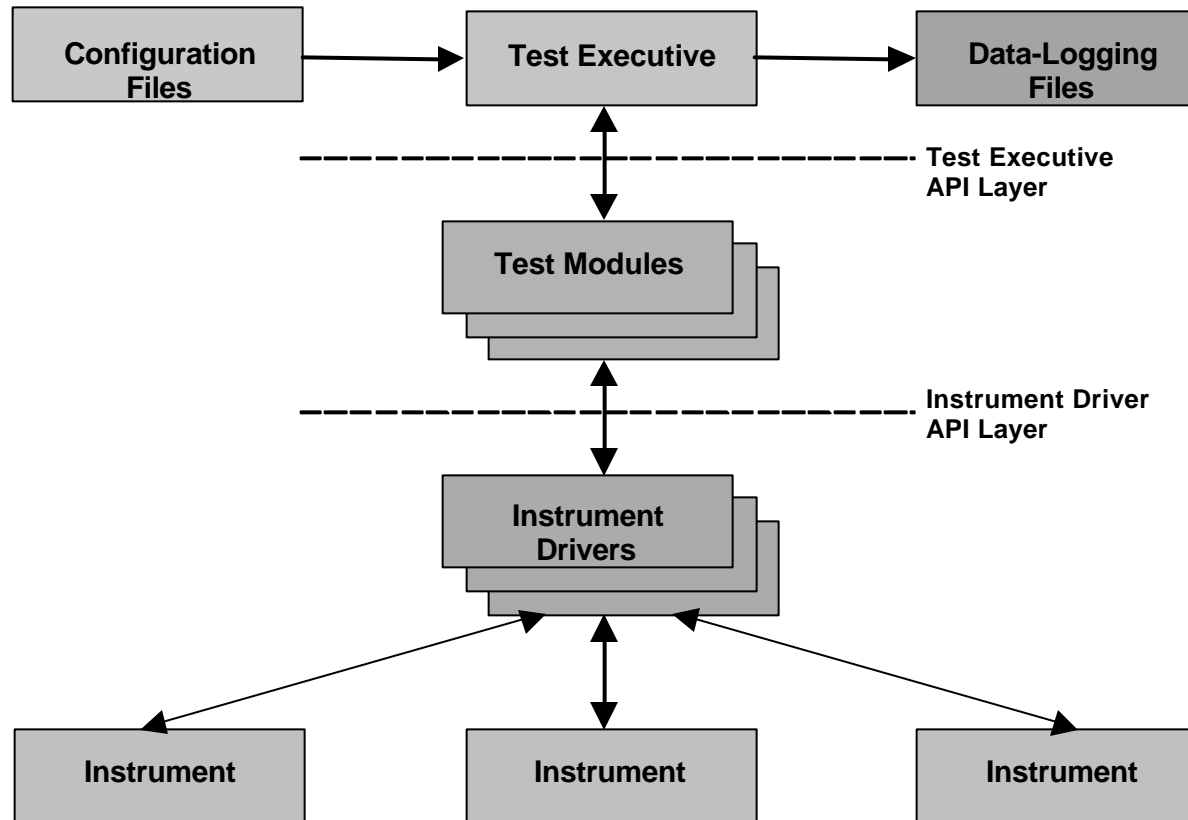 Configuration
Files
Test Executive
Data-Logging
Files
Test Executive
API Layer
Test Modules
Instrument Driver
API Layer
Instrument
Drivers
Instrument
Instrument
Instrument